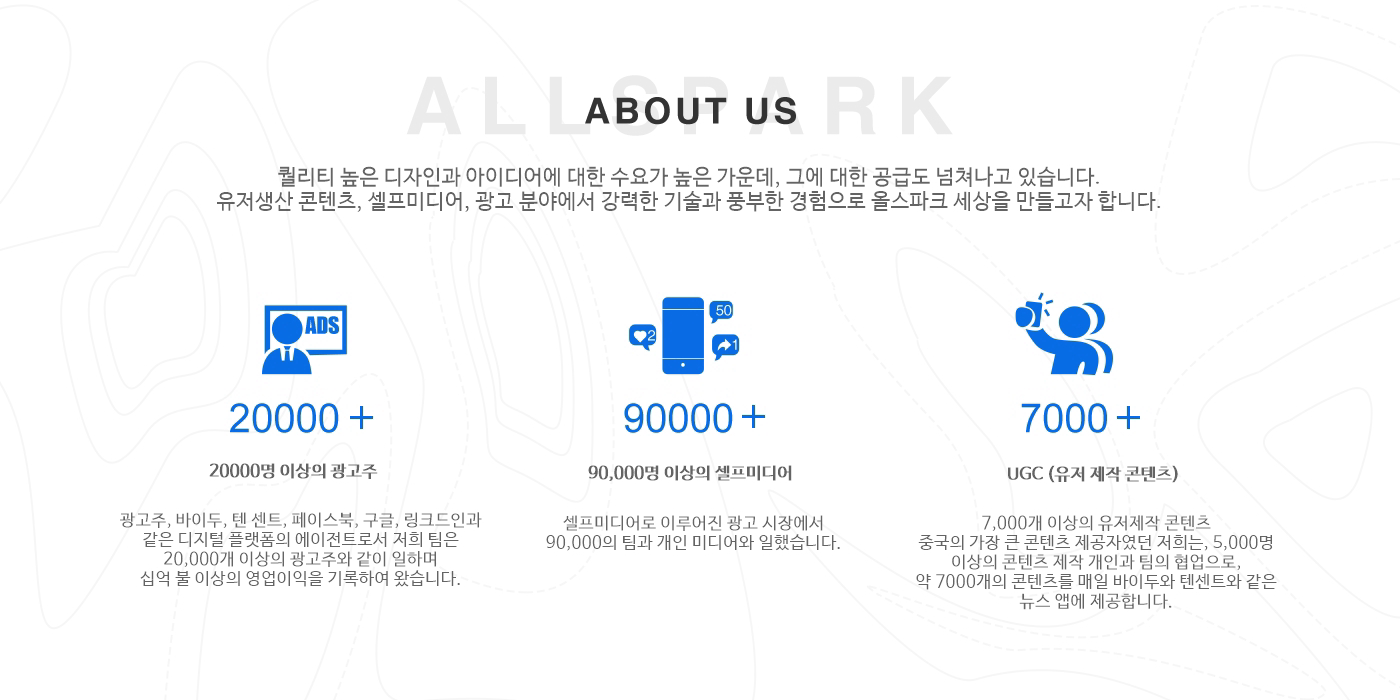 ALLSPARK
ABOUT US
퀄리티 높은 디자인과 아이디어에 대한 수요가 높은 가운데, 그에 대한 공급도 넘쳐나고 있습니다.
유저생산 콘텐츠, 셀프미디어, 광고 분야에서 강력한 기술과 풍부한 경험으로 올스파크 세상을 만들고자 합니다.
ADS
20000 +
20000명 이상의 광고주
광고주, 바이두, 텐 센트, 페이스북, 구글, 링크드인과
같은 디지털 플랫폼의 에이전트로서 저희 팀은
20,000개 이상의 광고주와 같이 일하며
십억 불 이상의 영업이익을 기록하여 왔습니다.
50
2
1
90000 +
90,000명 이상의 셀프미디어
셀프미디어로 이루어진 광고 시장에서
90,000의 팀과 개인 미디어와 일했습니다.
7000 +
UGC (유저 제작 콘텐츠)
7,000개 이상의 유저제작 콘텐츠
중국의 가장 큰 콘텐츠 제공자였던 저희는, 5,000명
이상의 콘텐츠 제작 개인과 팀의 협업으로,
약 7000개의 콘텐츠를 매일 바이두와 텐센트와 같은
뉴스 앱에 제공합니다.